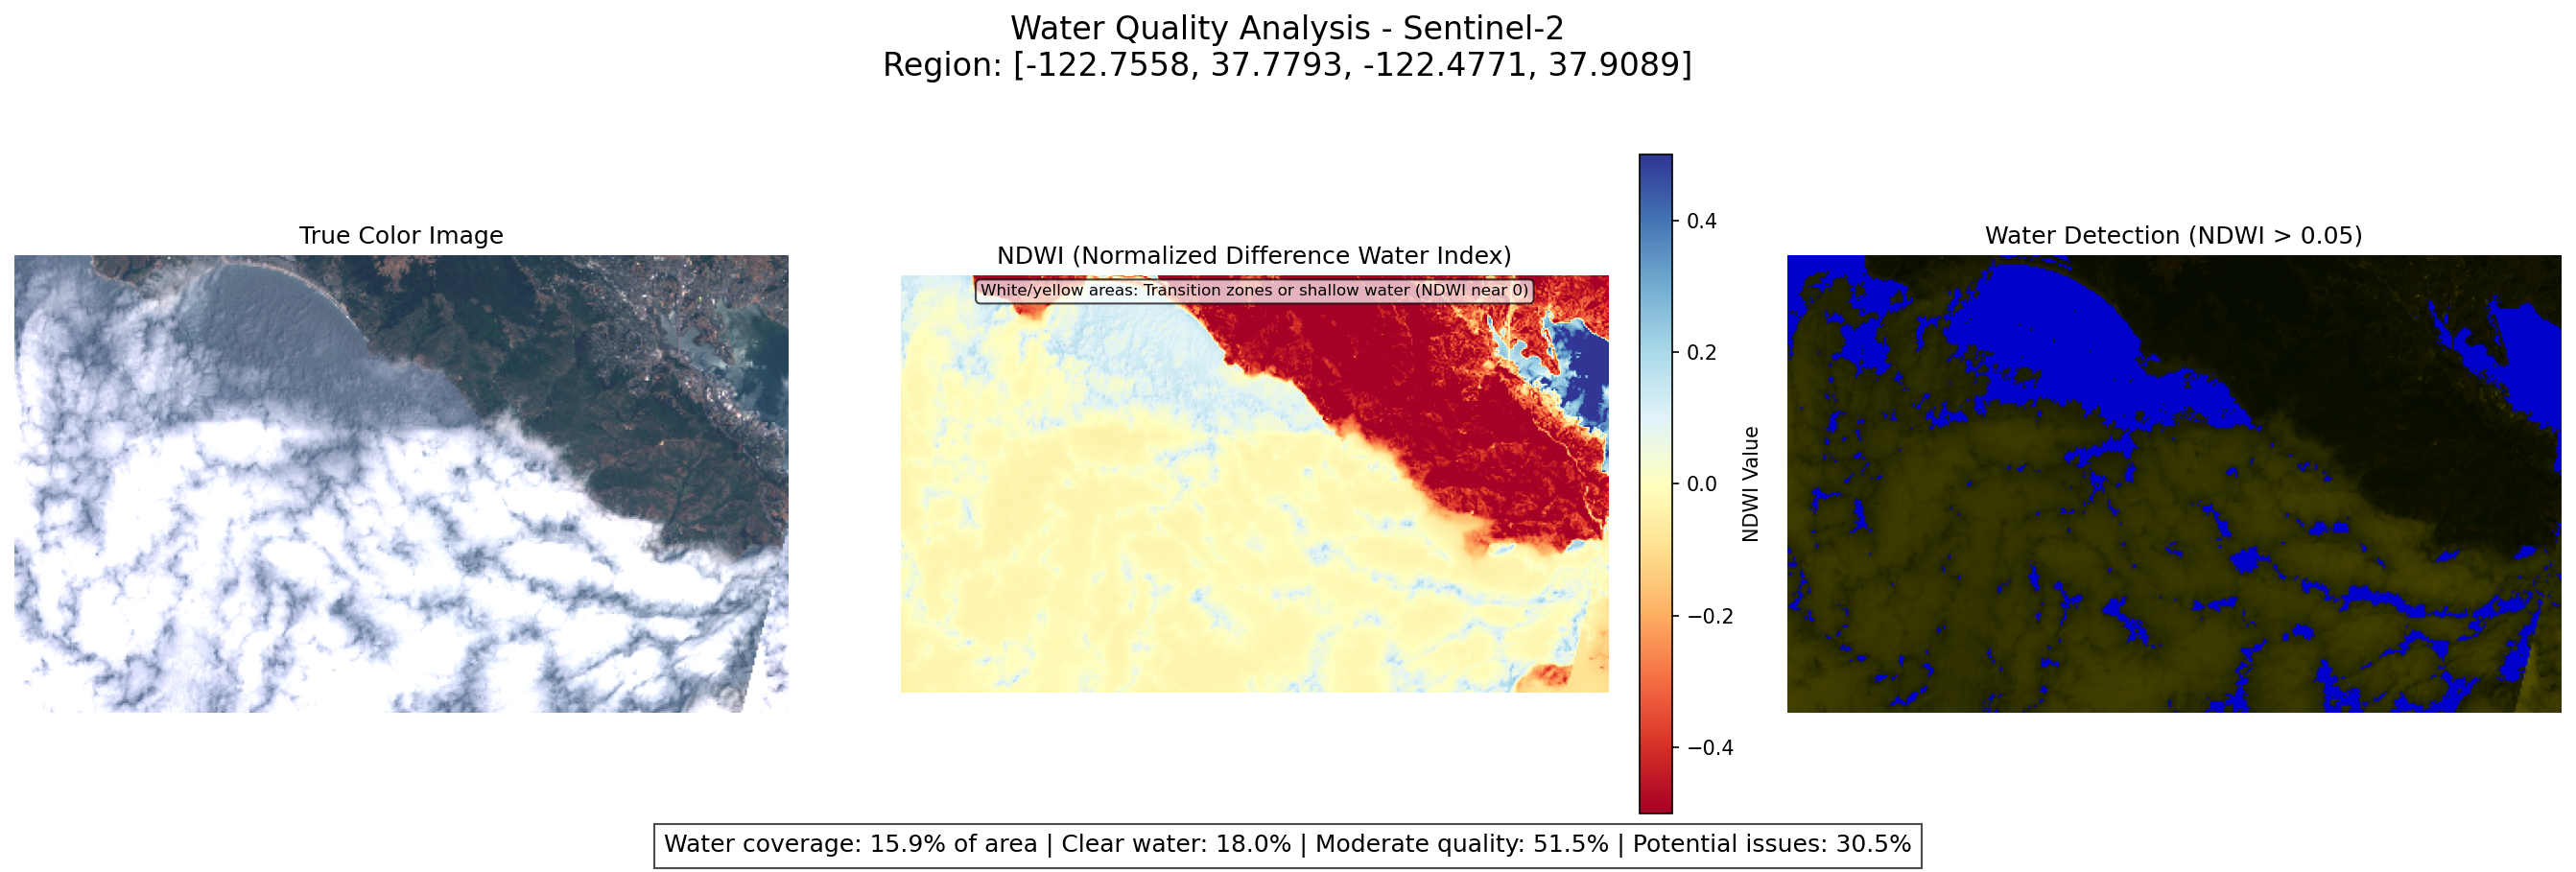 Water Quality Analysis - Sentinel-2
Region: [-122.7558, 37.7793, -122.4771, 37.9089]
True Color Image
NDWI (Normalized Difference Water Index)
White/yellow areas: Transition zones or shallow water (NDWI near 0)
0.4
0.2
0.0
−0.2
−0.4
NDWI Value
Water Detection (NDWI > 0.05)
Water coverage: 15.9% of area | Clear water: 18.0% | Moderate quality: 51.5% | Potential issues: 30.5%